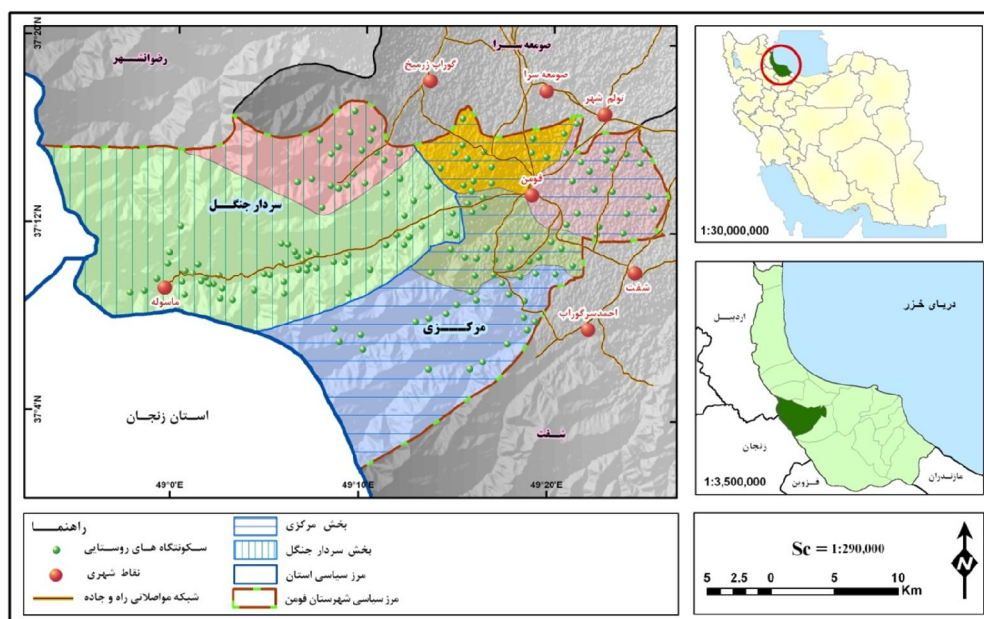 37°20'
37°12'
37°4'
49°0'
49°10'
49°20'
رضوانشهر
صومعه سرا
گوراب زرمیخ
صومعه سرا
تولم شهر
فومن
سردار جنگل
ماسوله
شفت
احمدسرگوراب
مرکزی
شفت
استان زنجان
1:30,000,000
دریای خزر
اردبیل
زنجان
قزوین
مازندران
1:3,500,000
راهنما
سکونتگاه های روستایی
نقاط شهری
شبکه مواصلاتی راه و جاده
بخش مرکزی
بخش سردار جنگل
مرز سیاسی استان
مرز سیاسی شهرستان فومن
Sc = 1:290,000
N
5 2.5 0 5 10
Km